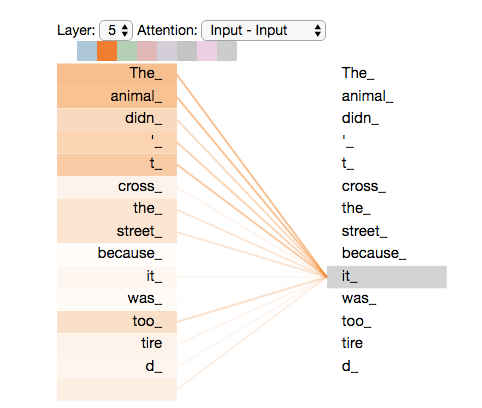 Layer: 5 Attention: Input - Input
The_ The_
animal_ animal_
didn_ didn_
'_ '_
t_ t_
cross_ cross_
the_ the_
street_ street_
because_ because_
it_ it_
was_ was_
too_ too_
tire tire
d_ d_